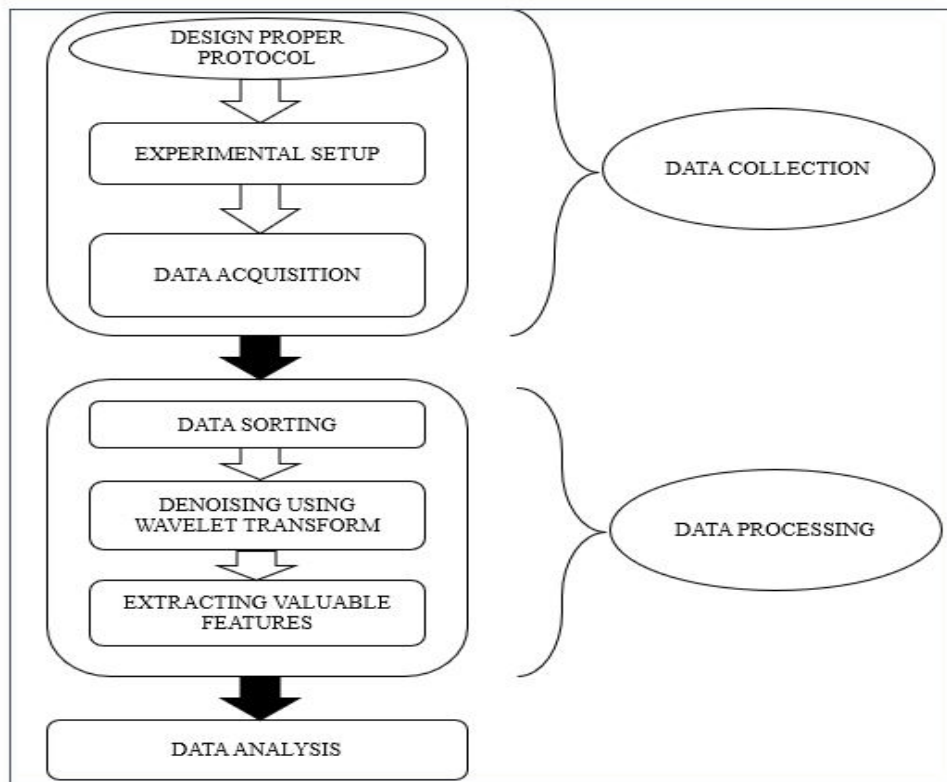 DESIGN PROPER
PROTOCOL
EXPERIMENTAL SETUP
DATA COLLECTION
DATA ACQUISITION
DATA SORTING
DENOISING USING
WAVELET TRANSFORM
DATA PROCESSING
EXTRACTING VALUABLE
FEATURES
DATA ANALYSIS